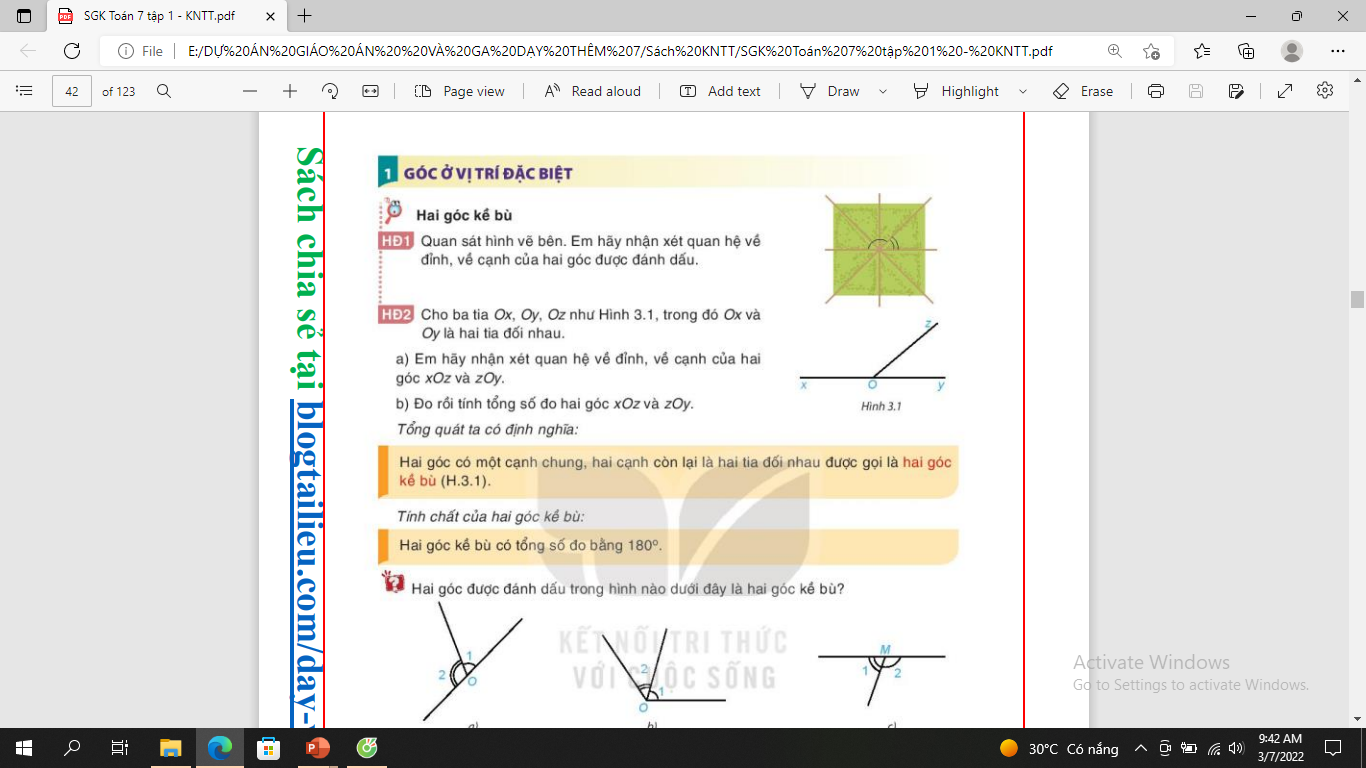 SGK Toán 7 tập 1 - KNTT.pdf
File
E:/DỰ%20ÁN%20GIÁO%20ÁN%20%20VÀ%20GA%20DẠY%20THÊM%207/Sách%20KNTT/SGK%20Toán%207%20tập%201%20-%20KNTT.pdf
42 of 123
Page view
Read aloud
Add text
Draw
Highlight
Erase
Sách chia sẻ tại blogtailieu.com/dạy-
1 GÓC Ở VỊ TRÍ ĐẶC BIỆT
Hai góc kề bù
HĐ1 Quan sát hình vẽ bên. Em hãy nhận xét quan hệ về
đỉnh, về cạnh của hai góc được đánh dấu.
HĐ2 Cho ba tia Ox, Oy, Oz như Hình 3.1, trong đó Ox và
Oy là hai tia đối nhau.
a) Em hãy nhận xét quan hệ về đỉnh, về cạnh của hai
góc xOz và zOy.
b) Đo rồi tính tổng số đo hai góc xOz và zOy.
z
x O y
Hình 3.1
Tổng quát ta có định nghĩa:
Hai góc có một cạnh chung, hai cạnh còn lại là hai tia đối nhau được gọi là hai góc
kề bù (H.3.1).
Tính chất của hai góc kề bù:
Hai góc kề bù có tổng số đo bằng 180º.
? Hai góc được đánh dấu trong hình nào dưới đây là hai góc kề bù?
KẾT NỐI TRI THỨC
VỚI CUỘC SỐNG
1
2 O
2
1
O
M
1 2
a) b) c)
Activate Windows
Go to Settings to activate Windows.
30°C Có nắng
9:42 AM
3/7/2022